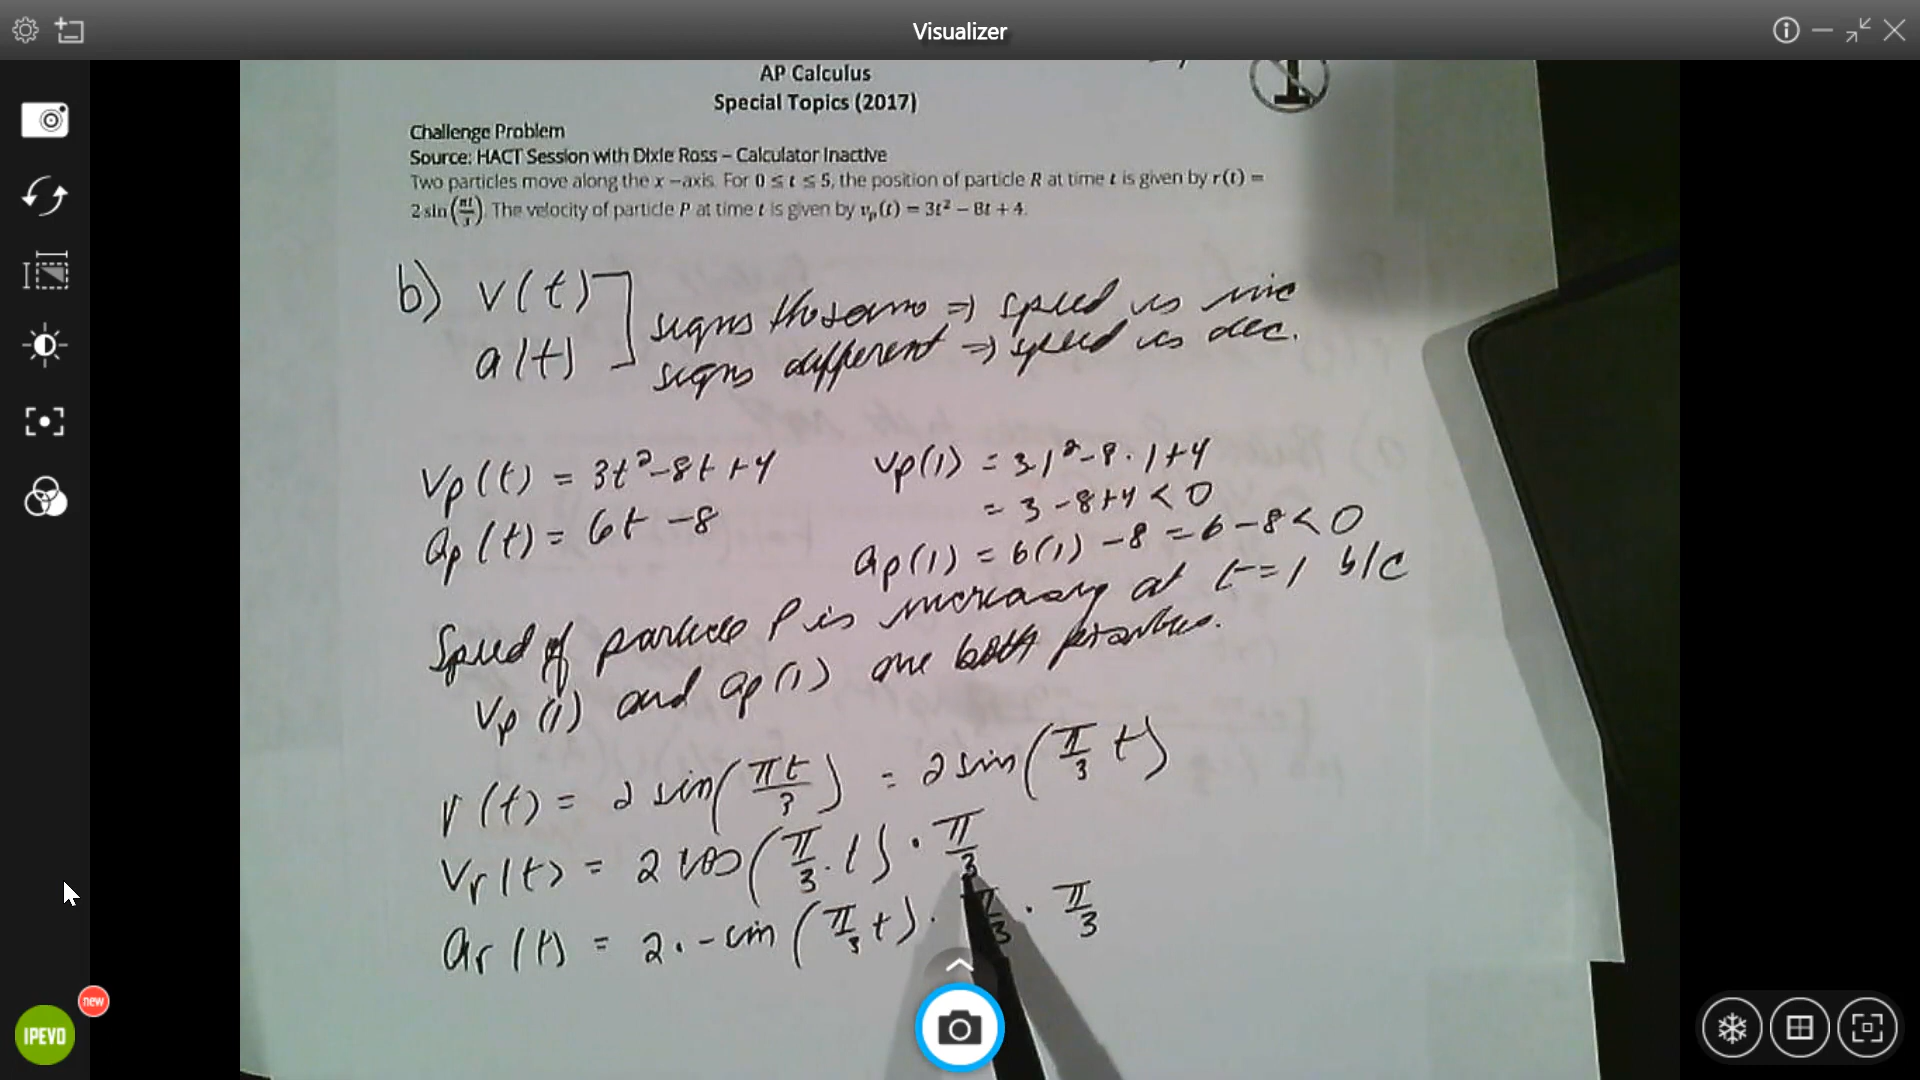 Visualizer
AP Calculus
Special Topics (2017)
Challenge Problem
Source: HACT Session with Dixie Ross – Calculator Inactive
Two particles move along the x –axis. For 0 ≤ t ≤ 5, the position of particle R at time t is given by r(t) =
2 sin(πt/3). The velocity of particle P at time t is given by vₚ(t) = 3t² − 8t + 4.
b) v(t)
a(t)
signs the same ⇒ speed is inc
signs different ⇒ speed is dec.
Vp(t) = 3t²-8t+4
ap(t) = 6t -8
Vp(1) = 3·1²-8·1+4
= 3-8+4 < 0
ap(1) = 6(1) -8 = 6-8 < 0
Speed of particle P is increasing at t=1 b/c
Vp(1) and ap(1) are both
r(t) = 2 sin(πt/3) = 2 sin(π/3 t)
Vr(t) = 2 cos(π/3 · t) · π/3
ar(t) = 2 · -sin(π/3 t) · π/3 · π/3
new
IPEVO